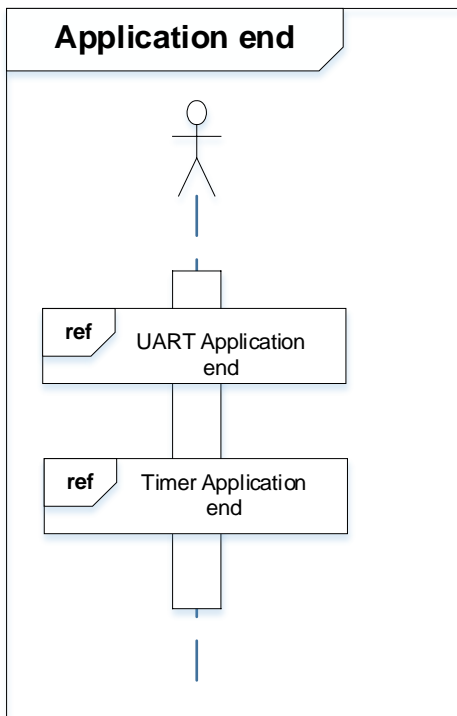 Application end
ref
UART Application
end
ref
Timer Application
end